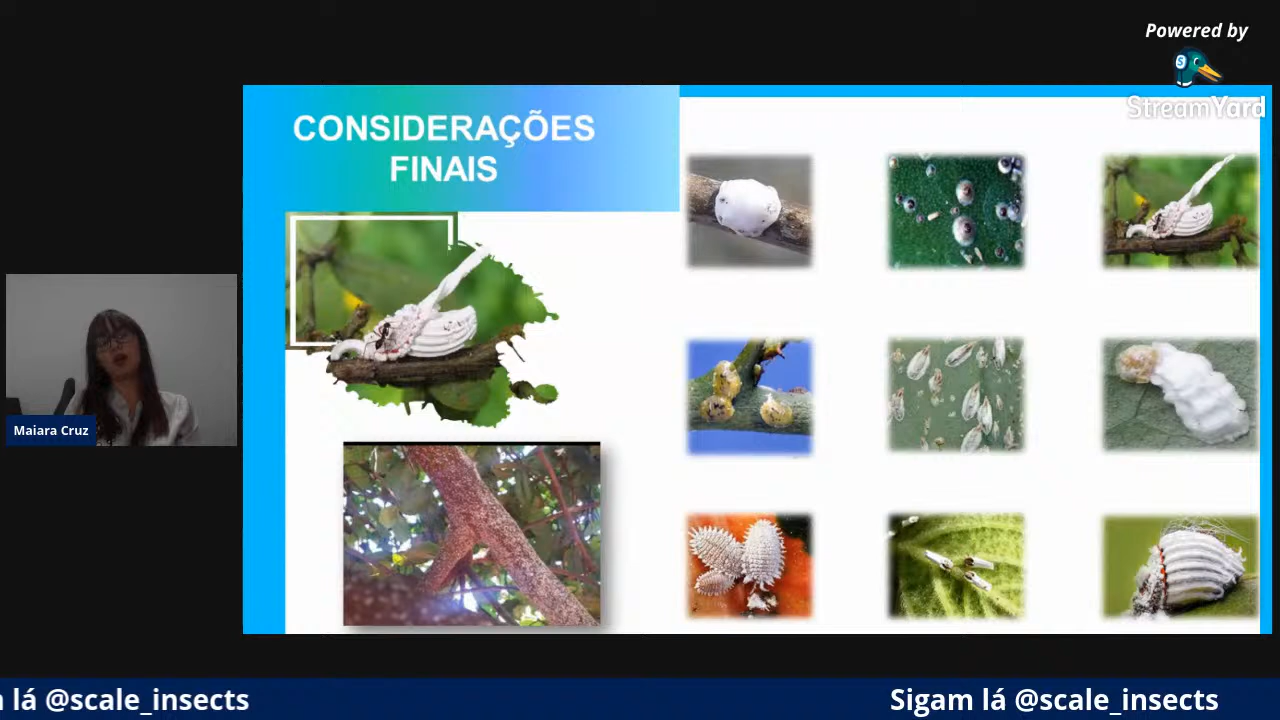 Powered by
StreamYard
CONSIDERAÇÕES
FINAIS
Maiara Cruz
lá @scale_insects
Sigam lá @scale_insects